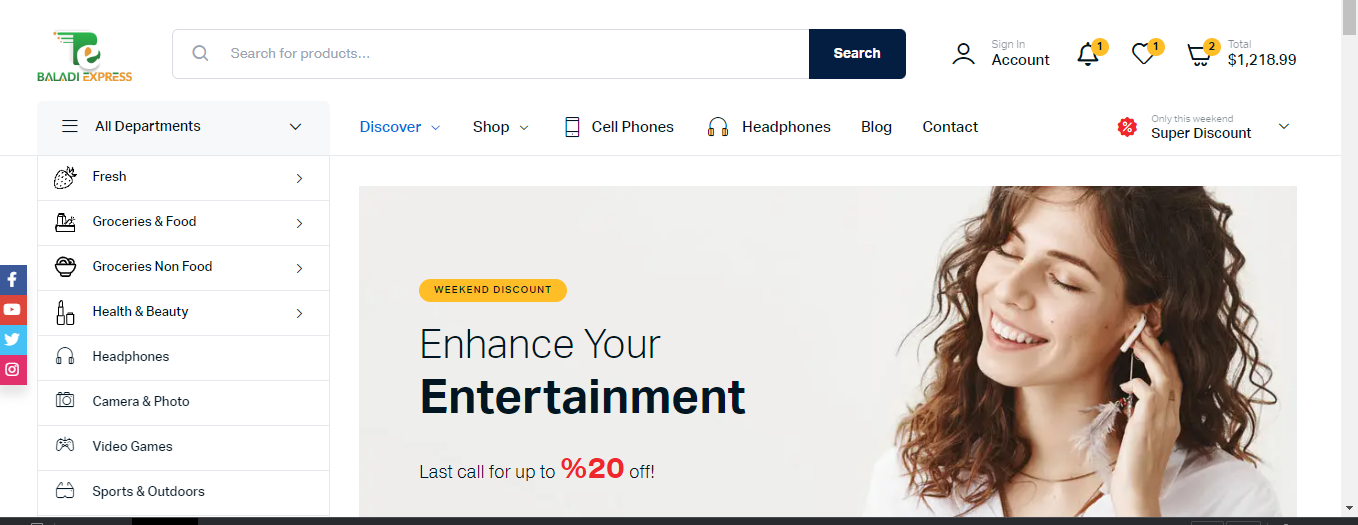 BALADI EXPRESS
Search for products...
Search
1
1
2
Sign In
Account
Total
$1,218.99
All Departments
Discover
Shop
Cell Phones
Headphones
Blog
Contact
%
Only this weekend
Super Discount
Fresh
Groceries & Food
Groceries Non Food
Health & Beauty
Headphones
Camera & Photo
Video Games
Sports & Outdoors
WEEKEND DISCOUNT
Enhance Your
Entertainment
Last call for up to %20 off!